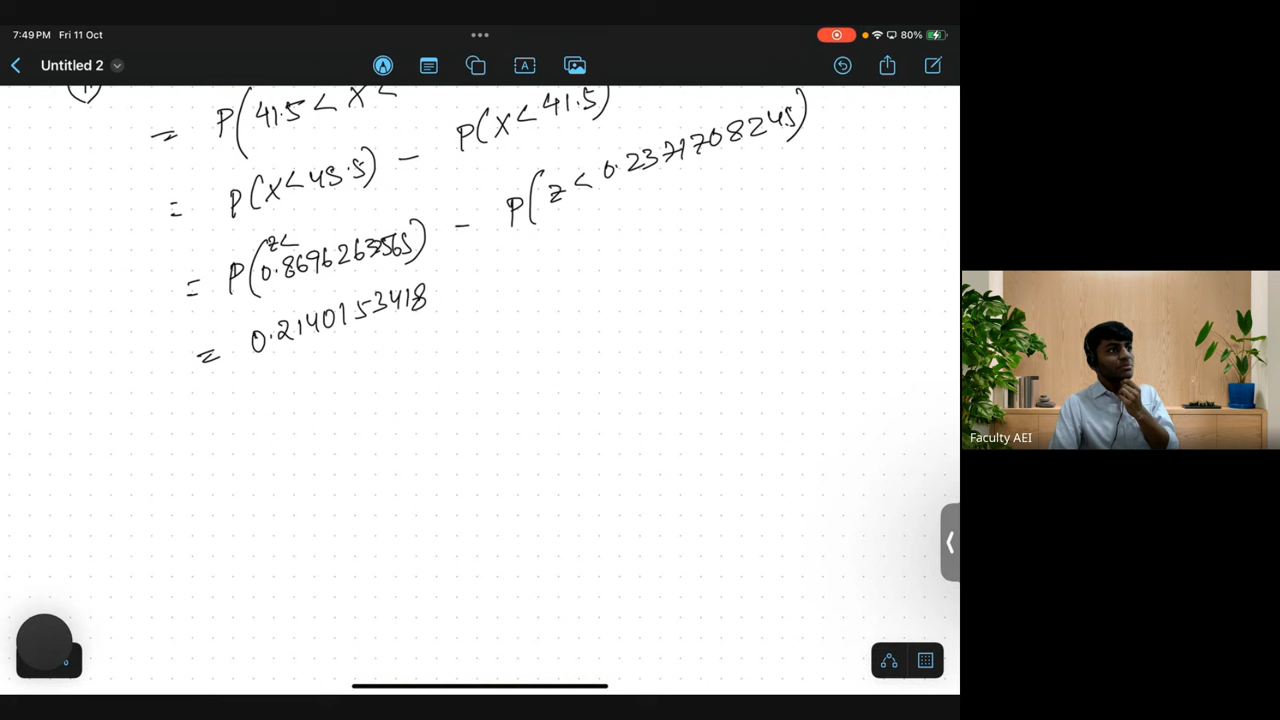 7:49 PM Fri 11 Oct
80%
Untitled 2
A
= P(41.5 < X <
= P(X < 45.5) - P(X < 41.5)
= P(z< 0.8696263565) - P(z < 0.2371708245)
= 0.2140153418
Faculty AEI